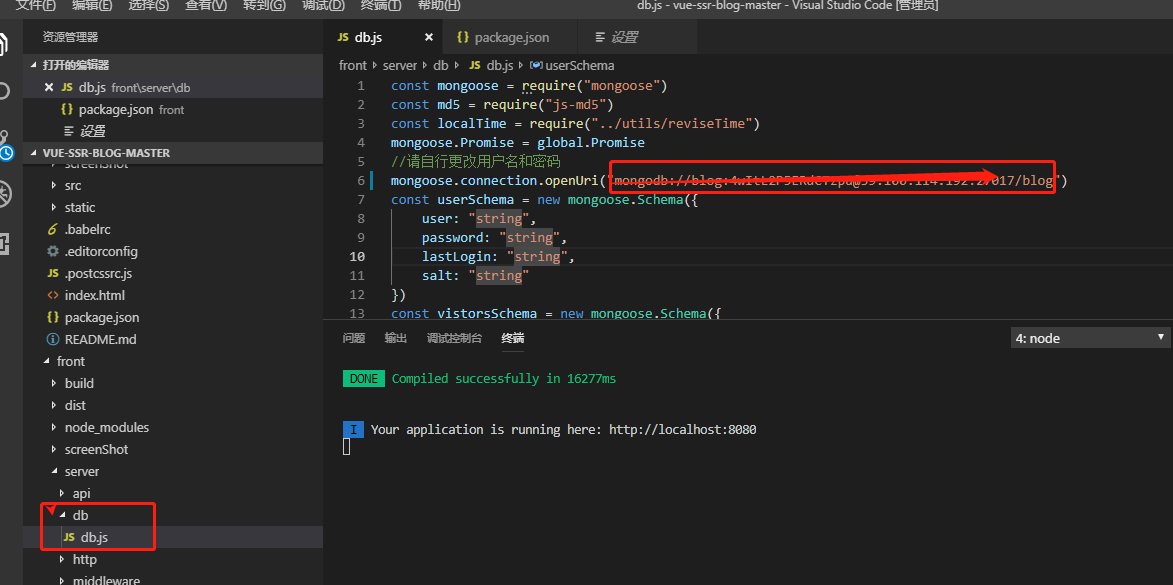 文件(F) 编辑(E) 选择(S) 查看(V) 转到(G) 调试(D) 终端(T) 帮助(H) db.js - vue-ssr-blog-master - Visual Studio Code [管理员]
资源管理器
打开的编辑器
JS db.js front\server\db
{} package.json front
设置
VUE-SSR-BLOG-MASTER
screenShot
src
static
.babelrc
.editorconfig
JS .postcssrc.js
<> index.html
{} package.json
README.md
front
build
dist
node_modules
screenShot
server
api
db
JS db.js
http
middleware
JS db.js
{} package.json
设置
front server db JS db.js userSchema
1 const mongoose = require("mongoose")
2 const md5 = require("js-md5")
3 const localTime = require("../utils/reviseTime")
4 mongoose.Promise = global.Promise
5 //请自行更改用户名和密码
6 mongoose.connection.openUri(" ")
7 const userSchema = new mongoose.Schema({
8 user: "string",
9 password: "string",
10 lastLogin: "string",
11 salt: "string"
12 })
13 const vistorsSchema = new mongoose.Schema({
问题 输出 调试控制台 终端
4: node
DONE Compiled successfully in 16277ms
I Your application is running here: http://localhost:8080